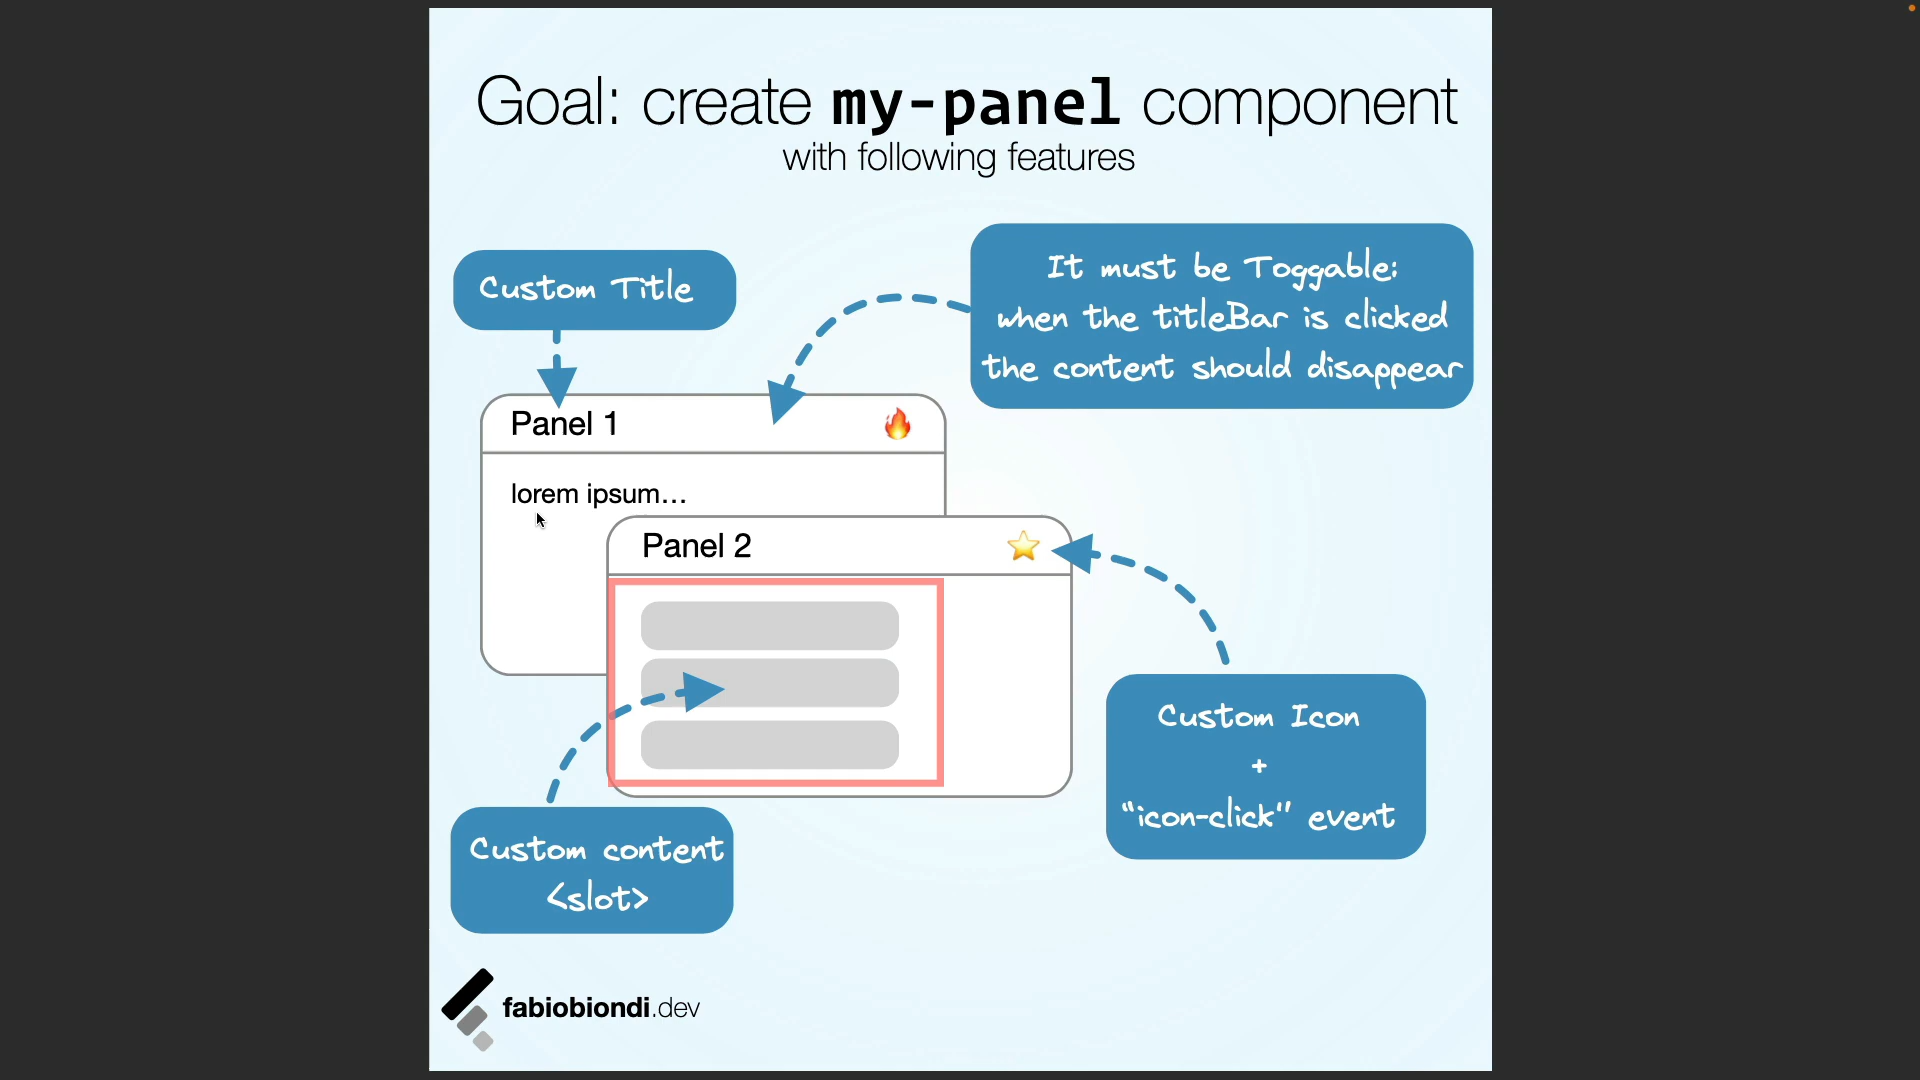 Goal: create my-panel component
with following features
Custom Title
It must be Toggable:
when the titleBar is clicked
the content should disappear
Panel 1
lorem ipsum...
Panel 2
Custom Icon
+
“icon-click” event
Custom content
<slot>
fabiobiondi.dev